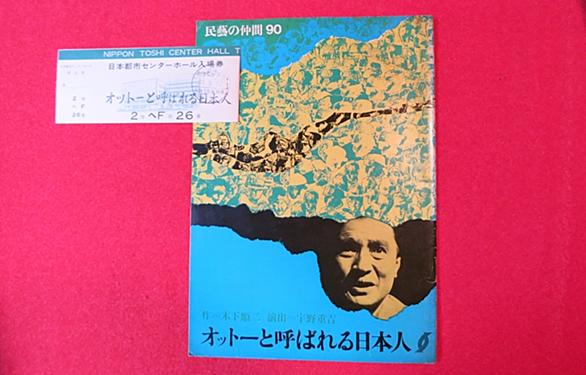 民藝の仲間 90
NIPPON TOSHI CENTER HALL T
日本都市センターホール入場券
オットーと呼ばれる日本人
2 ヘF 26
作=木下順二 演出=宇野重吉
オットーと呼ばれる日本人